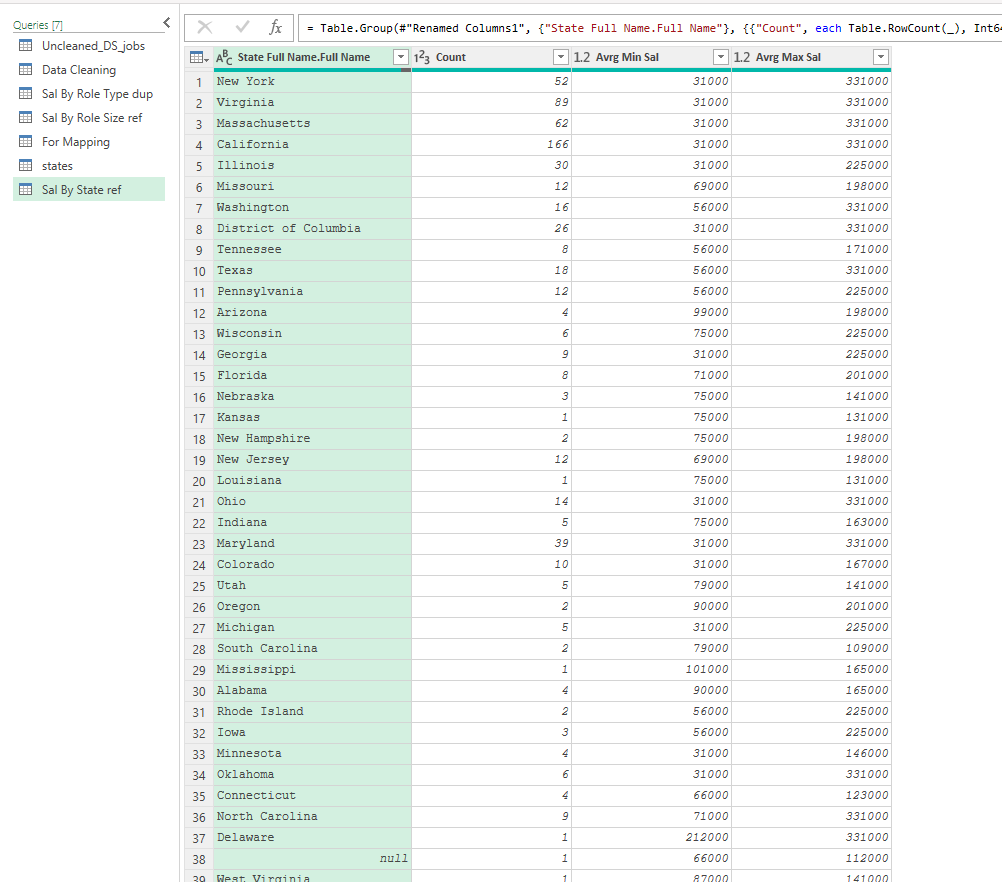 Queries [7]
Uncleaned_DS_jobs
Data Cleaning
Sal By Role Type dup
Sal By Role Size ref
For Mapping
states
Sal By State ref
fx = Table.Group(#"Renamed Columns1", {"State Full Name.Full Name"}, {{"Count", each Table.RowCount(_), Int64
ABC State Full Name.Full Name 123 Count 1.2 Avrg Min Sal 1.2 Avrg Max Sal
1 New York 52 31000 331000
2 Virginia 89 31000 331000
3 Massachusetts 62 31000 331000
4 California 166 31000 331000
5 Illinois 30 31000 225000
6 Missouri 12 69000 198000
7 Washington 16 56000 331000
8 District of Columbia 26 31000 331000
9 Tennessee 8 56000 171000
10 Texas 18 56000 331000
11 Pennsylvania 12 56000 225000
12 Arizona 4 99000 198000
13 Wisconsin 6 75000 225000
14 Georgia 9 31000 225000
15 Florida 8 71000 201000
16 Nebraska 3 75000 141000
17 Kansas 1 75000 131000
18 New Hampshire 2 75000 198000
19 New Jersey 12 69000 198000
20 Louisiana 1 75000 131000
21 Ohio 14 31000 331000
22 Indiana 5 75000 163000
23 Maryland 39 31000 331000
24 Colorado 10 31000 167000
25 Utah 5 79000 141000
26 Oregon 2 90000 201000
27 Michigan 5 31000 225000
28 South Carolina 2 79000 109000
29 Mississippi 1 101000 165000
30 Alabama 4 90000 165000
31 Rhode Island 2 56000 225000
32 Iowa 3 56000 225000
33 Minnesota 4 31000 146000
34 Oklahoma 6 31000 331000
35 Connecticut 4 66000 123000
36 North Carolina 9 71000 331000
37 Delaware 1 212000 331000
38 null 1 66000 112000
39 West Virginia 1 87000 141000